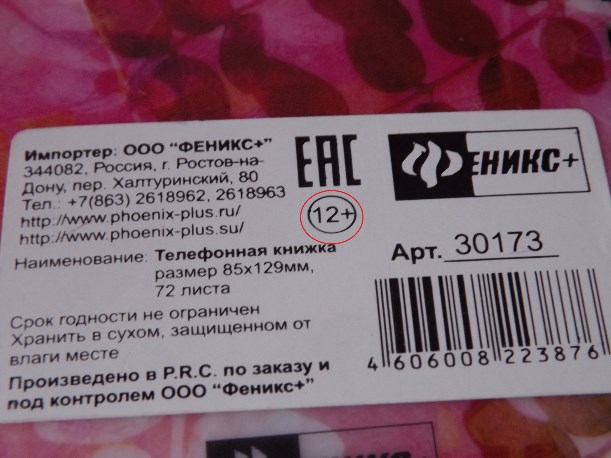 Импортер: ООО "ФЕНИКС+"
344082, Россия, г. Ростов-на-
Дону, пер. Халтуринский, 80
Тел.: +7(863) 2618962, 2618963
http://www.phoenix-plus.ru/
http://www.phoenix-plus.su/
EAC
12+
ФЕНИКС+
Арт. 30173
Наименование: Телефонная книжка
размер 85х129мм,
72 листа
Срок годности не ограничен
Хранить в сухом, защищенном от
влаги месте
Произведено в P.R.C. по заказу и
под контролем ООО "Феникс+"
4 606008 223876